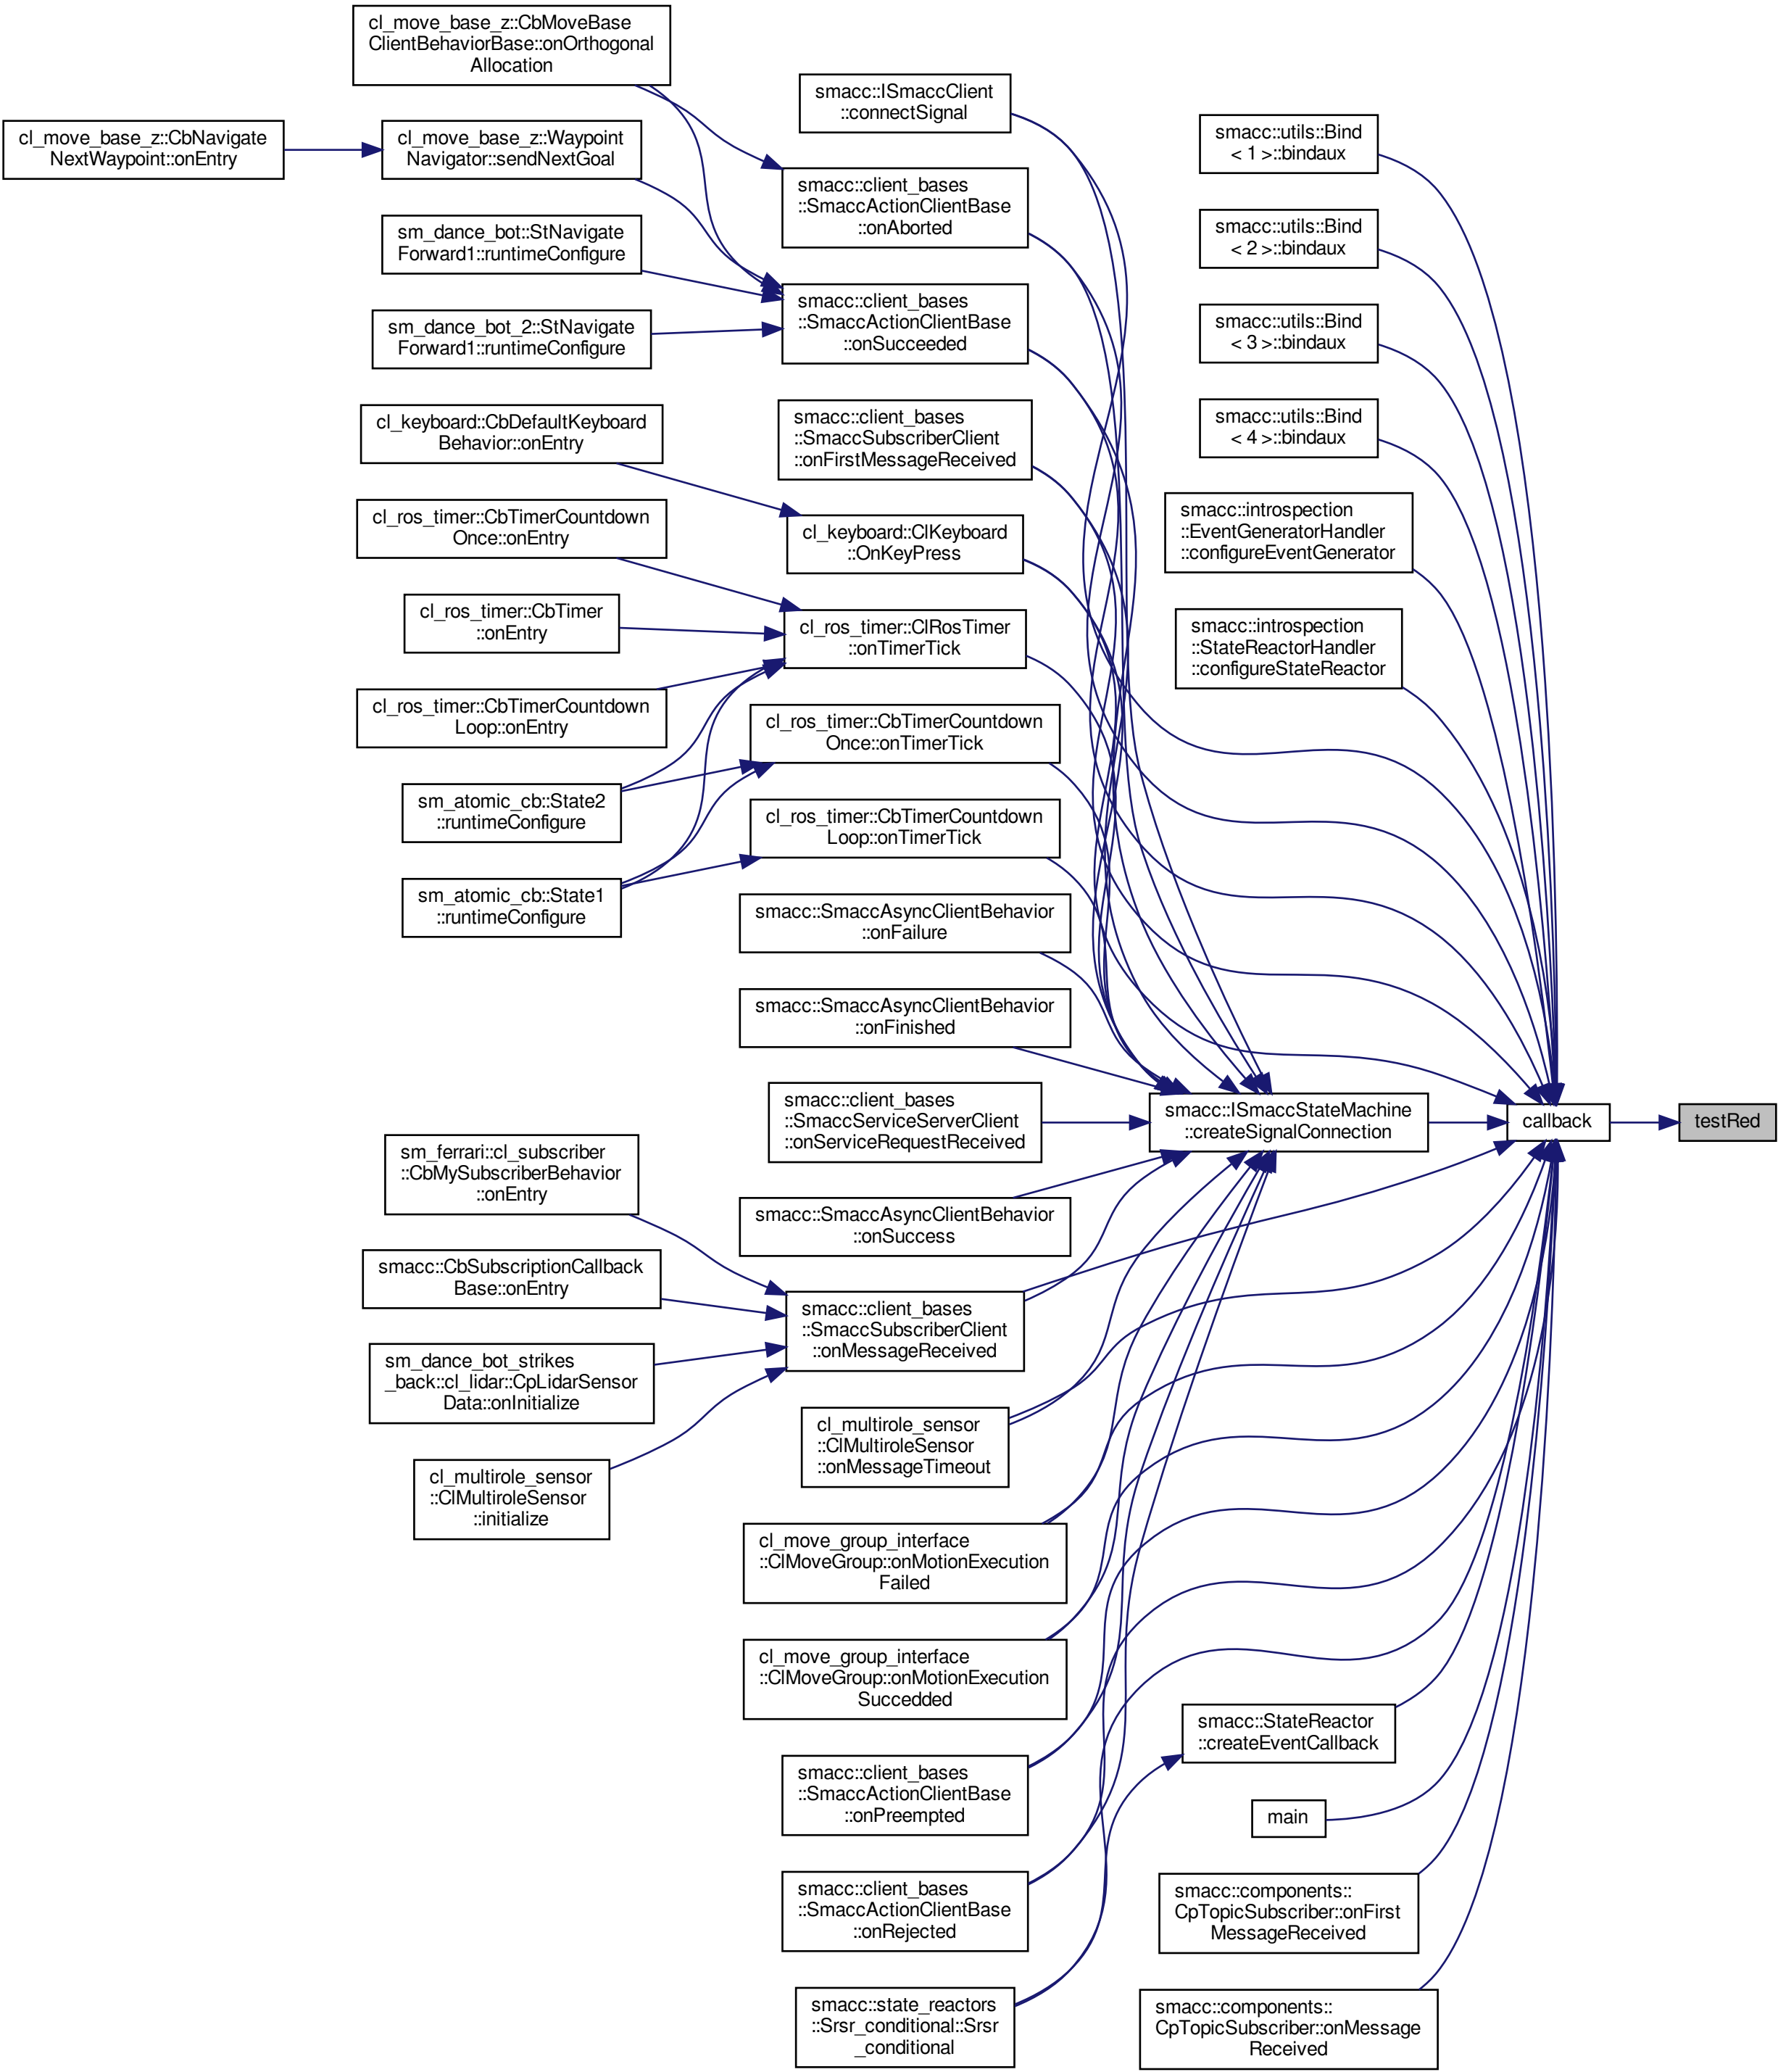 cl_move_base_z::CbMoveBase
ClientBehaviorBase::onOrthogonal
Allocation
cl_move_base_z::CbNavigate
NextWaypoint::onEntry
cl_move_base_z::Waypoint
Navigator::sendNextGoal
sm_dance_bot::StNavigate
Forward1::runtimeConfigure
sm_dance_bot_2::StNavigate
Forward1::runtimeConfigure
cl_keyboard::CbDefaultKeyboard
Behavior::onEntry
cl_ros_timer::CbTimerCountdown
Once::onEntry
cl_ros_timer::CbTimer
::onEntry
cl_ros_timer::CbTimerCountdown
Loop::onEntry
sm_atomic_cb::State2
::runtimeConfigure
sm_atomic_cb::State1
::runtimeConfigure
sm_ferrari::cl_subscriber
::CbMySubscriberBehavior
::onEntry
smacc::CbSubscriptionCallback
Base::onEntry
sm_dance_bot_strikes
_back::cl_lidar::CpLidarSensor
Data::onInitialize
cl_multirole_sensor
::ClMultiroleSensor
::initialize
smacc::ISmaccClient
::connectSignal
smacc::client_bases
::SmaccActionClientBase
::onAborted
smacc::client_bases
::SmaccActionClientBase
::onSucceeded
smacc::client_bases
::SmaccSubscriberClient
::onFirstMessageReceived
cl_keyboard::ClKeyboard
::OnKeyPress
cl_ros_timer::ClRosTimer
::onTimerTick
cl_ros_timer::CbTimerCountdown
Once::onTimerTick
cl_ros_timer::CbTimerCountdown
Loop::onTimerTick
smacc::SmaccAsyncClientBehavior
::onFailure
smacc::SmaccAsyncClientBehavior
::onFinished
smacc::client_bases
::SmaccServiceServerClient
::onServiceRequestReceived
smacc::SmaccAsyncClientBehavior
::onSuccess
smacc::client_bases
::SmaccSubscriberClient
::onMessageReceived
cl_multirole_sensor
::ClMultiroleSensor
::onMessageTimeout
cl_move_group_interface
::ClMoveGroup::onMotionExecution
Failed
cl_move_group_interface
::ClMoveGroup::onMotionExecution
Succedded
smacc::client_bases
::SmaccActionClientBase
::onPreempted
smacc::client_bases
::SmaccActionClientBase
::onRejected
smacc::state_reactors
::Srsr_conditional::Srsr
_conditional
smacc::utils::Bind
< 1 >::bindaux
smacc::utils::Bind
< 2 >::bindaux
smacc::utils::Bind
< 3 >::bindaux
smacc::utils::Bind
< 4 >::bindaux
smacc::introspection
::EventGeneratorHandler
::configureEventGenerator
smacc::introspection
::StateReactorHandler
::configureStateReactor
smacc::ISmaccStateMachine
::createSignalConnection
smacc::StateReactor
::createEventCallback
main
smacc::components::
CpTopicSubscriber::onFirst
MessageReceived
smacc::components::
CpTopicSubscriber::onMessage
Received
callback
testRed